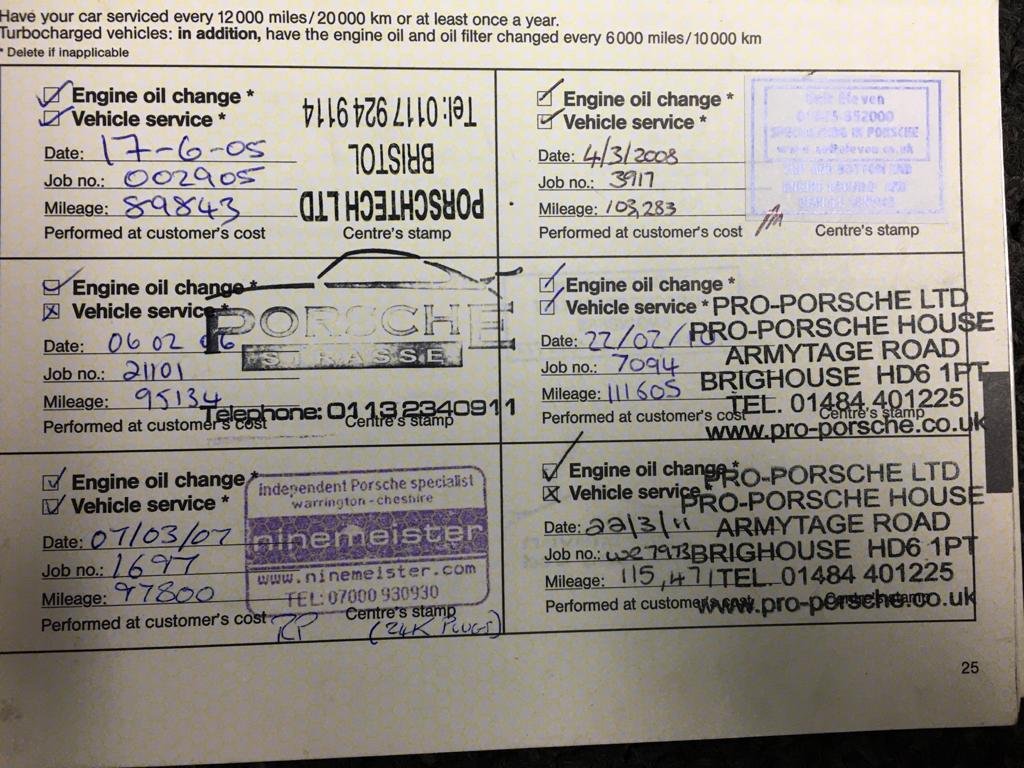 Have your car serviced every 12 000 miles/20 000 km or at least once a year.
Turbocharged vehicles: in addition, have the engine oil and oil filter changed every 6 000 miles/10 000 km
* Delete if inapplicable
Engine oil change *
Vehicle service *
Date: 17-6-05
Job no.: 002905
Mileage: 89843
Performed at customer's cost
Centre's stamp
PORSCHTECH LTD
BRISTOL
Tel: 0117 924 9114
Engine oil change *
Vehicle service *
Date: 06 02 06
Job no.: 21101
Mileage: 95134
Performed at customer's cost
Centre's stamp
PORSCHE
STRASSE
Telephone: 0113 2340911
Engine oil change *
Vehicle service *
Date: 07/03/07
Job no.: 1697
Mileage: 97800
Performed at customer's cost
Centre's stamp
RP (24K PLUGS)
independent Porsche specialist
warrington - cheshire
ninemeister
www.ninemeister.com
TEL: 07000 930930
Engine oil change *
Vehicle service *
Date: 4/3/2008
Job no.: 3917
Mileage: 103,283
Performed at customer's cost
Centre's stamp
SPECIALISING IN PORSCHE
Engine oil change *
Vehicle service *
Date: 22/02/10
Job no.: 7094
Mileage: 111605
Performed at customer's cost
Centre's stamp
PRO-PORSCHE LTD
PRO-PORSCHE HOUSE
ARMYTAGE ROAD
BRIGHOUSE HD6 1PT
TEL. 01484 401225
www.pro-porsche.co.uk
Engine oil change *
Vehicle service *
Date: 22/3/11
Job no.:
Mileage: 115,471
Performed at customer's cost
Centre's stamp
PRO-PORSCHE LTD
PRO-PORSCHE HOUSE
ARMYTAGE ROAD
BRIGHOUSE HD6 1PT
TEL. 01484 401225
www.pro-porsche.co.uk
25